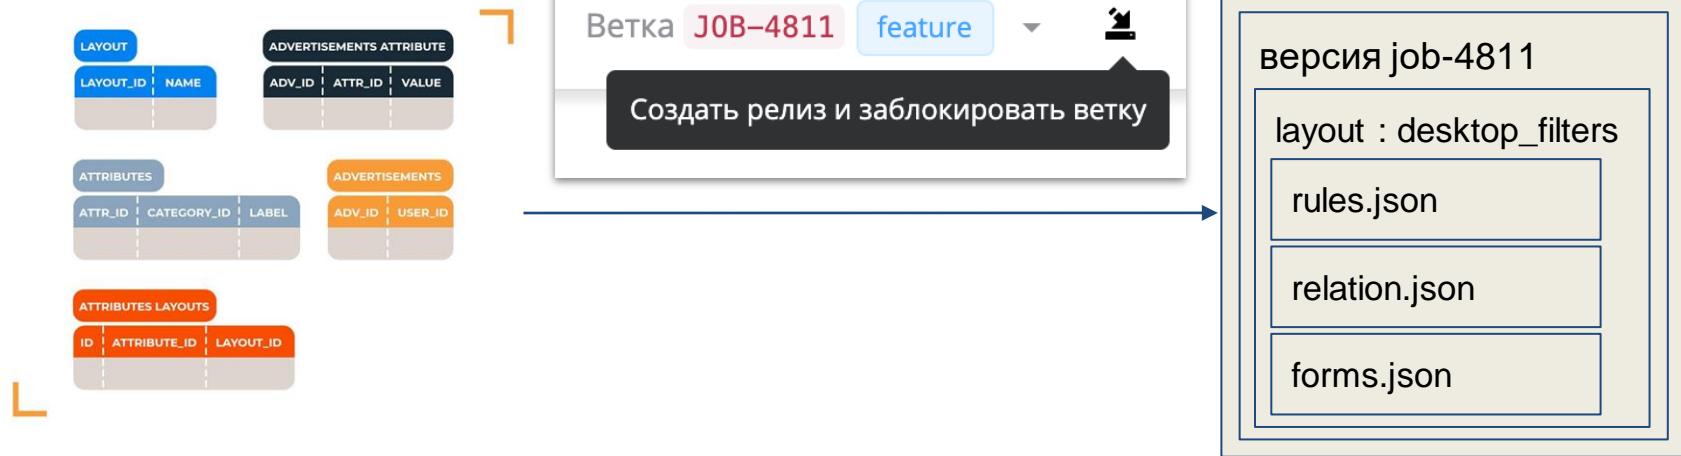 LAYOUT
LAYOUT_ID NAME
ADVERTISEMENTS ATTRIBUTE
ADV_ID ATTR_ID VALUE
ATTRIBUTES
ATTR_ID CATEGORY_ID LABEL
ADVERTISEMENTS
ADV_ID USER_ID
ATTRIBUTES LAYOUTS
ID ATTRIBUTE_ID LAYOUT_ID
Ветка JOB-4811 feature
Создать релиз и заблокировать ветку
версия job-4811
layout : desktop_filters
rules.json
relation.json
forms.json